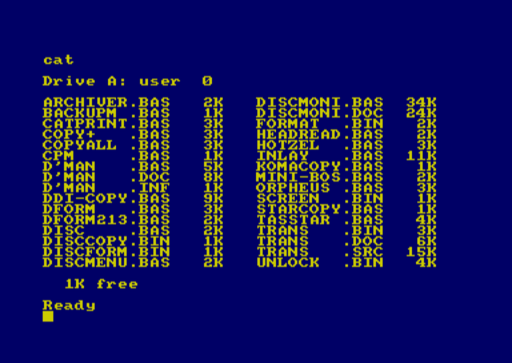 cat
Drive A: user  0
ARCHIVER.BAS   2K   DISCMONI.BAS  34K
BACKUPM .BAS   1K   DISCMONI.DOC  24K
CATPRINT.BAS   3K   FORMAT  .BIN   2K
COPY+   .BAS   3K   HEADREAD.BAS   2K
COPYALL .BAS   3K   HOTZEL  .BAS   3K
CPM     .BAS   1K   INLAY   .BAS  11K
D'MAN   .BAS   5K   KOMACOPY.BAS   1K
D'MAN   .DOC   8K   MINI-BOS.BAS   2K
D'MAN   .INF   1K   ORPHEUS .BAS   3K
DDI-COPY.BAS   9K   SCREEN  .BIN   1K
DFORM   .BAS   3K   STARCOPY.BAS   1K
DFORM213.BAS   2K   TASSTAR .BAS   4K
DISC    .BAS   2K   TRANS   .BIN   3K
DISCCOPY.BIN   1K   TRANS   .DOC   6K
DISCFORM.BIN   1K   TRANS   .SRC  15K
DISCMENU.BAS   2K   UNLOCK  .BIN   4K
1K free
Ready